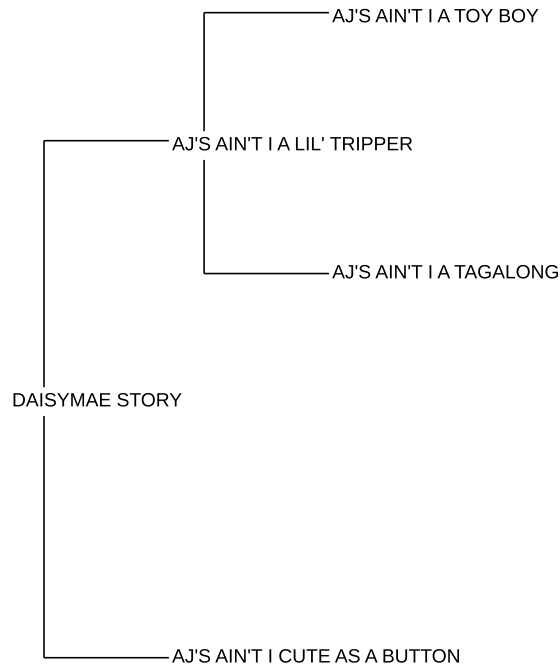 AJ'S AIN'T I A TOY BOY
AJ'S AIN'T I A LIL' TRIPPER
AJ'S AIN'T I A TAGALONG
DAISYMAE STORY
AJ'S AIN'T I CUTE AS A BUTTON